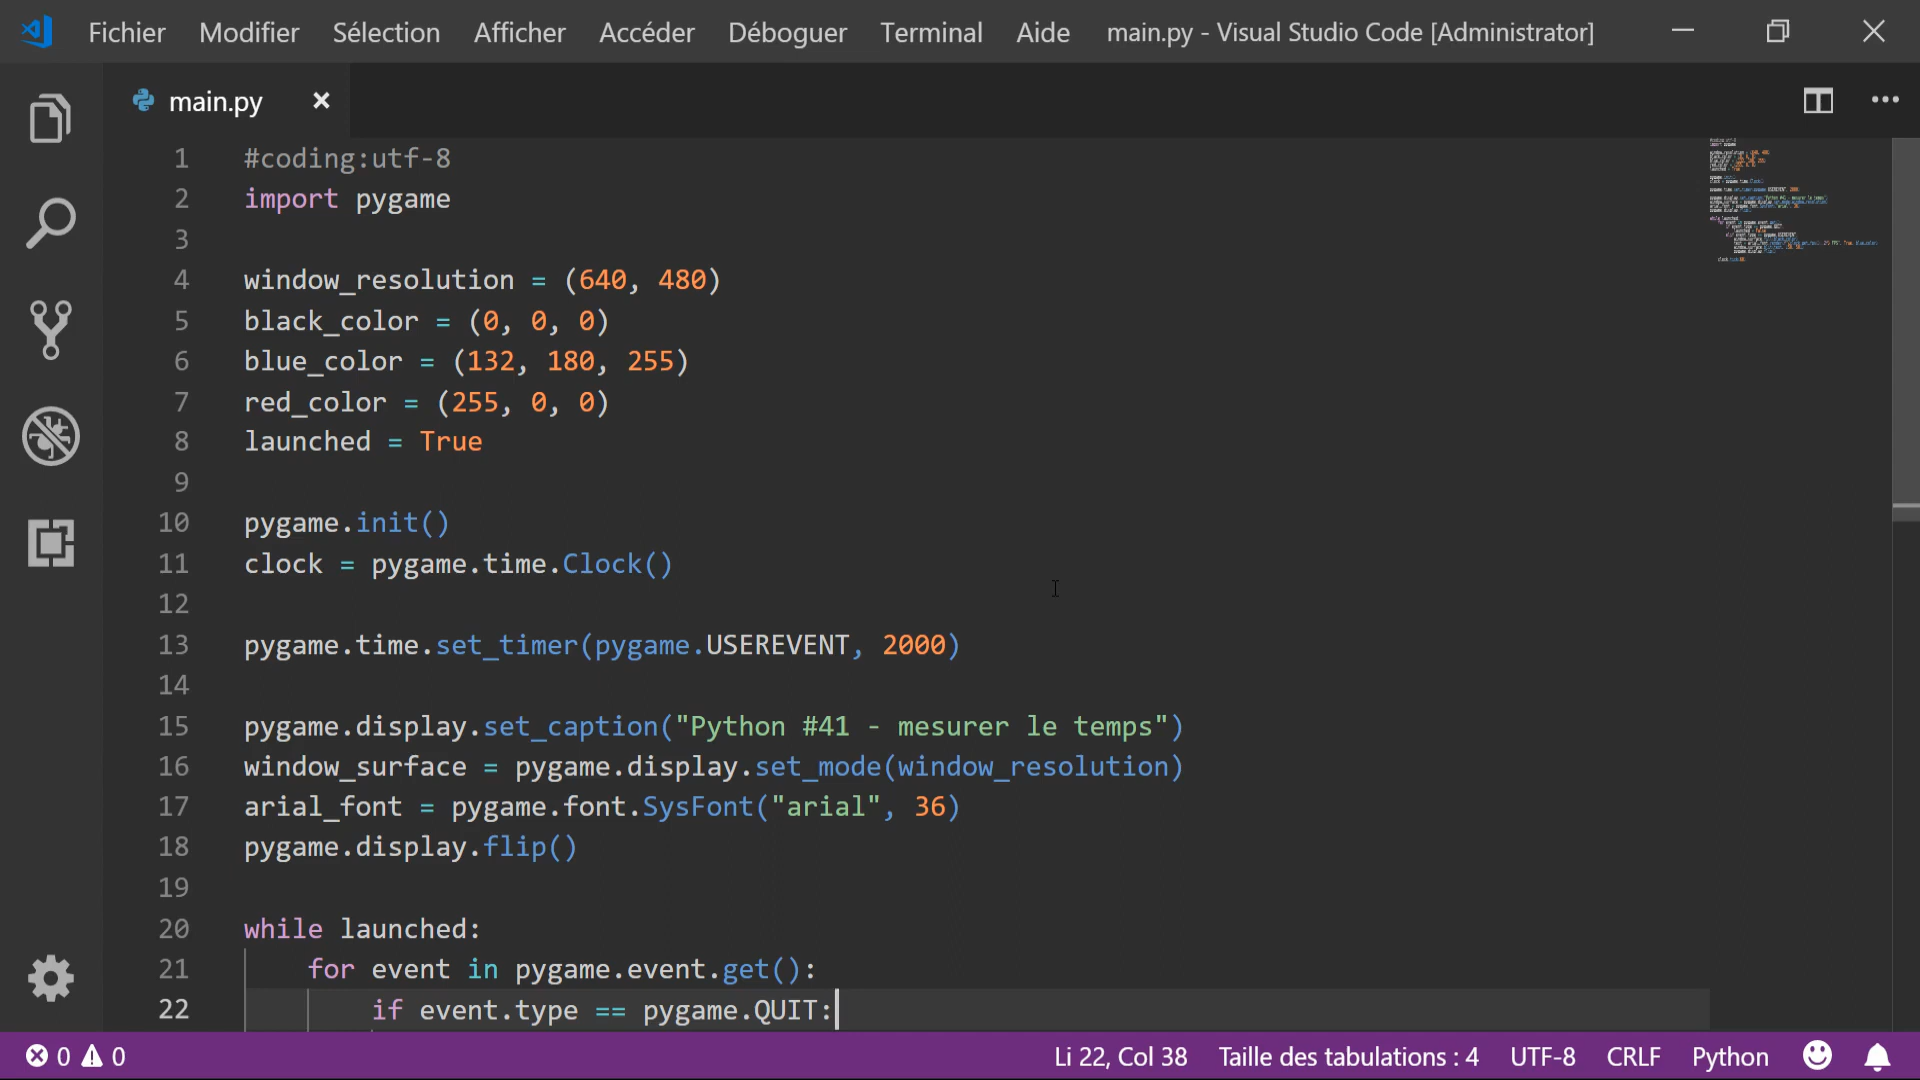 Fichier Modifier Sélection Afficher Accéder Déboguer Terminal Aide main.py - Visual Studio Code [Administrator]
main.py
1 #coding:utf-8
2 import pygame
3
4 window_resolution = (640, 480)
5 black_color = (0, 0, 0)
6 blue_color = (132, 180, 255)
7 red_color = (255, 0, 0)
8 launched = True
9
10 pygame.init()
11 clock = pygame.time.Clock()
12
13 pygame.time.set_timer(pygame.USEREVENT, 2000)
14
15 pygame.display.set_caption("Python #41 - mesurer le temps")
16 window_surface = pygame.display.set_mode(window_resolution)
17 arial_font = pygame.font.SysFont("arial", 36)
18 pygame.display.flip()
19
20 while launched:
21 for event in pygame.event.get():
22 if event.type == pygame.QUIT:
0 0 Li 22, Col 38 Taille des tabulations : 4 UTF-8 CRLF Python